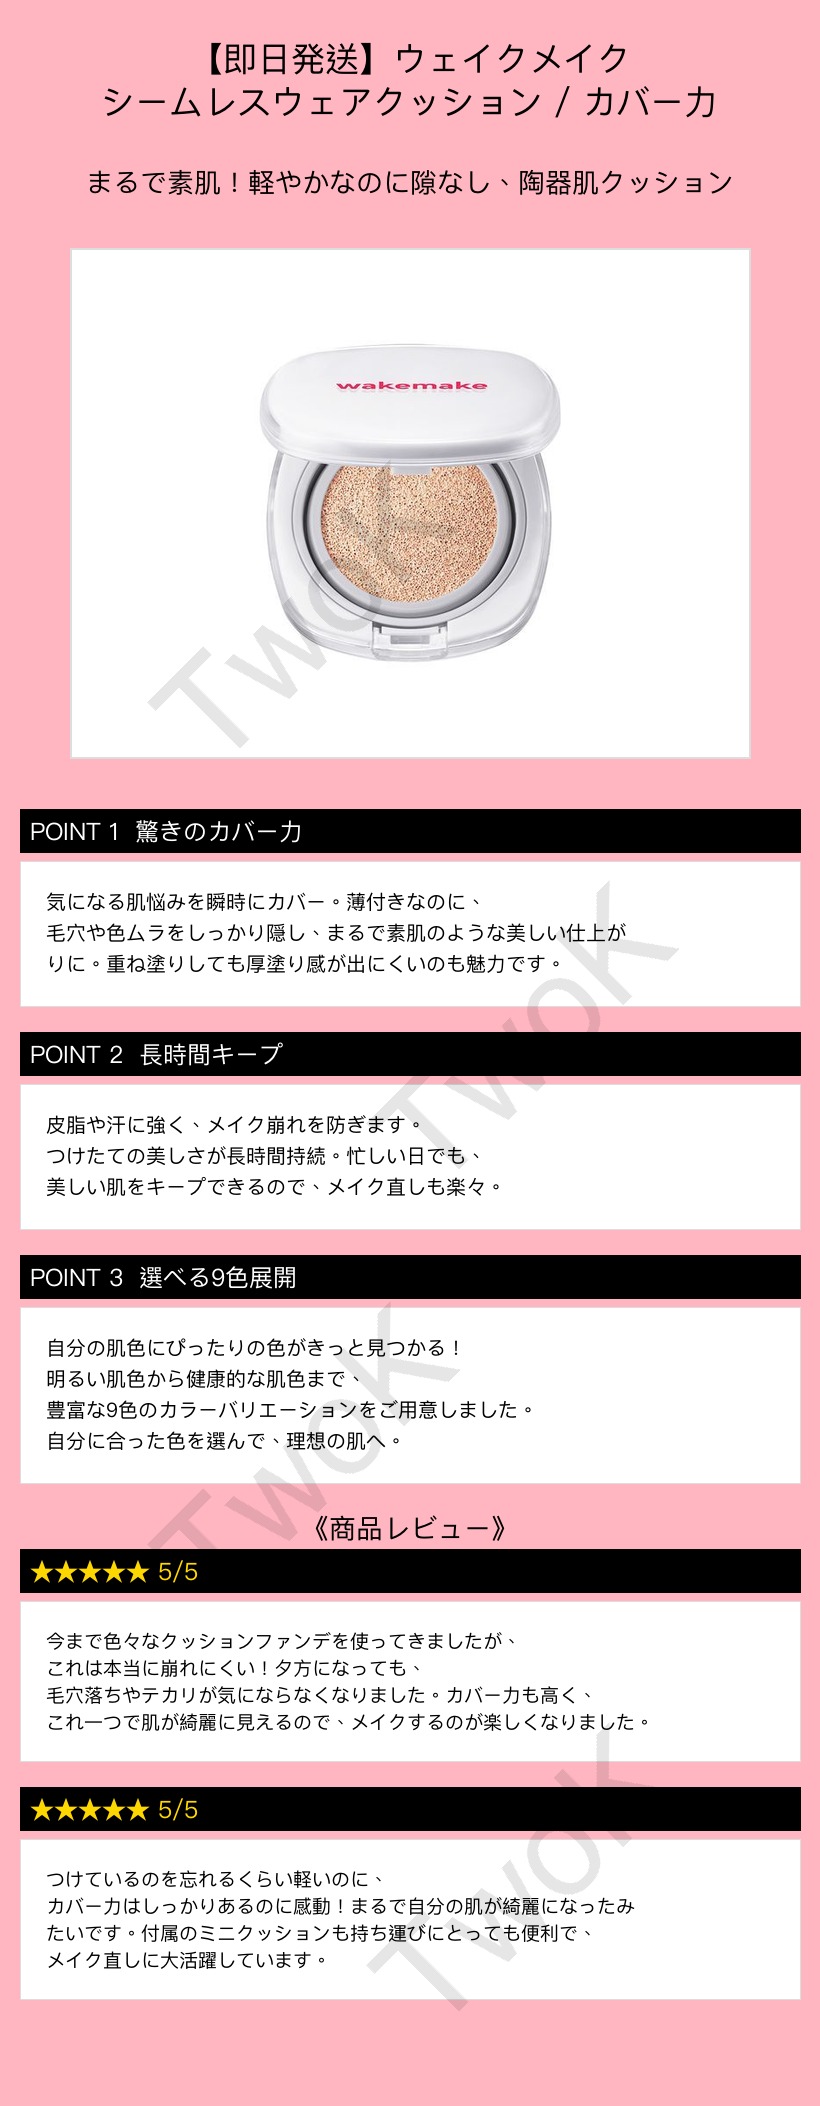 【即日発送】ウェイクメイク
シームレスウェアクッション / カバー力
まるで素肌！軽やかなのに隙なし、陶器肌クッション
wakemake
TwoK
POINT 1 驚きのカバー力
気になる肌悩みを瞬時にカバー。薄付きなのに、
毛穴や色ムラをしっかり隠し、まるで素肌のような美しい仕上が
りに。重ね塗りしても厚塗り感が出にくいのも魅力です。
TwoK
POINT 2 長時間キープ
皮脂や汗に強く、メイク崩れを防ぎます。
つけたての美しさが長時間持続。忙しい日でも、
美しい肌をキープできるので、メイク直しも楽々。
POINT 3 選べる9色展開
自分の肌色にぴったりの色がきっと見つかる！
明るい肌色から健康的な肌色まで、
豊富な9色のカラーバリエーションをご用意しました。
自分に合った色を選んで、理想の肌へ。
TwoK
《商品レビュー》
★★★★★ 5/5
今まで色々なクッションファンデを使ってきましたが、
これは本当に崩れにくい！夕方になっても、
毛穴落ちやテカリが気にならなくなりました。カバー力も高く、
これ一つで肌が綺麗に見えるので、メイクするのが楽しくなりました。
★★★★★ 5/5
つけているのを忘れるくらい軽いのに、
カバー力はしっかりあるのに感動！まるで自分の肌が綺麗になったみ
たいです。付属のミニクッションも持ち運びにとっても便利で、
メイク直しに大活躍しています。
TwoK